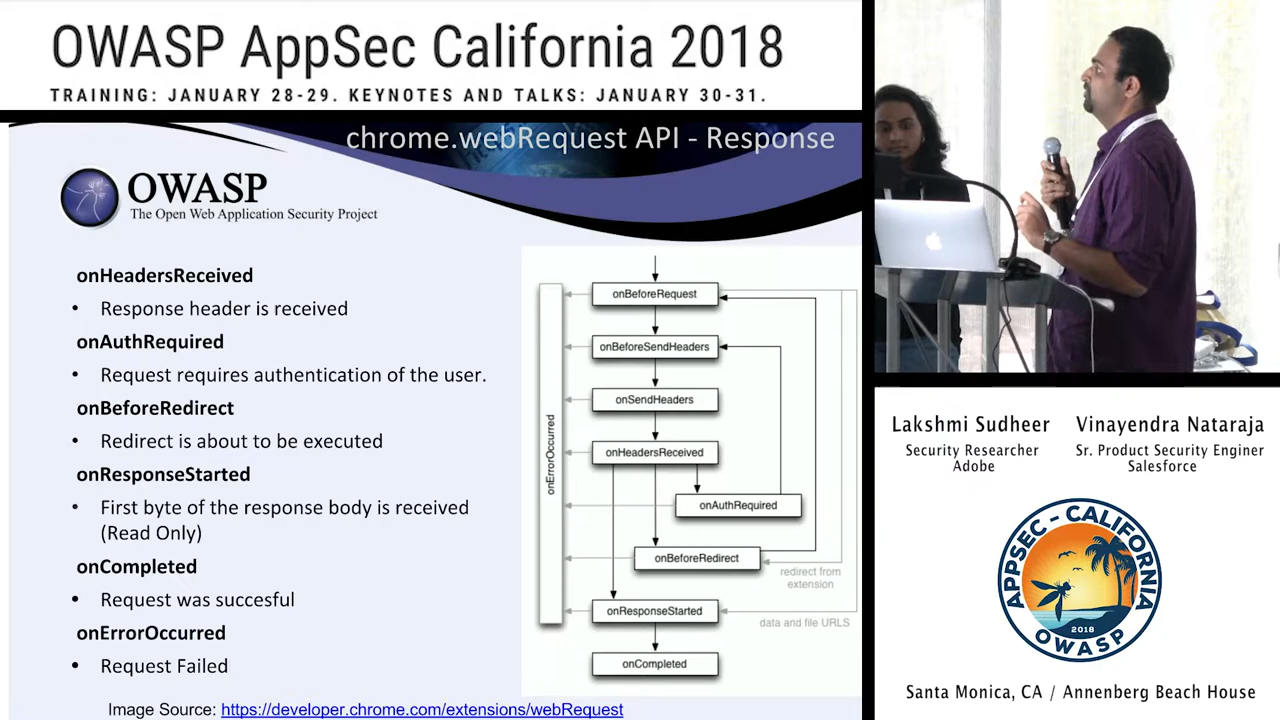 OWASP AppSec California 2018
TRAINING: JANUARY 28-29. KEYNOTES AND TALKS: JANUARY 30-31.
chrome.webRequest API - Response
OWASP
The Open Web Application Security Project
onHeadersReceived
• Response header is received
onAuthRequired
• Request requires authentication of the user.
onBeforeRedirect
• Redirect is about to be executed
onResponseStarted
• First byte of the response body is received
(Read Only)
onCompleted
• Request was succesful
onErrorOccurred
• Request Failed
Image Source: https://developer.chrome.com/extensions/webRequest
onErrorOccurred
onBeforeRequest
onBeforeSendHeaders
onSendHeaders
onHeadersReceived
onAuthRequired
onBeforeRedirect
redirect from
extension
onResponseStarted
data and file URLS
onCompleted
Lakshmi Sudheer
Security Researcher
Adobe
Vinayendra Nataraja
Sr. Product Security Enginer
Salesforce
APPSEC - CALIFORNIA
2018
OWASP
Santa Monica, CA / Annenberg Beach House